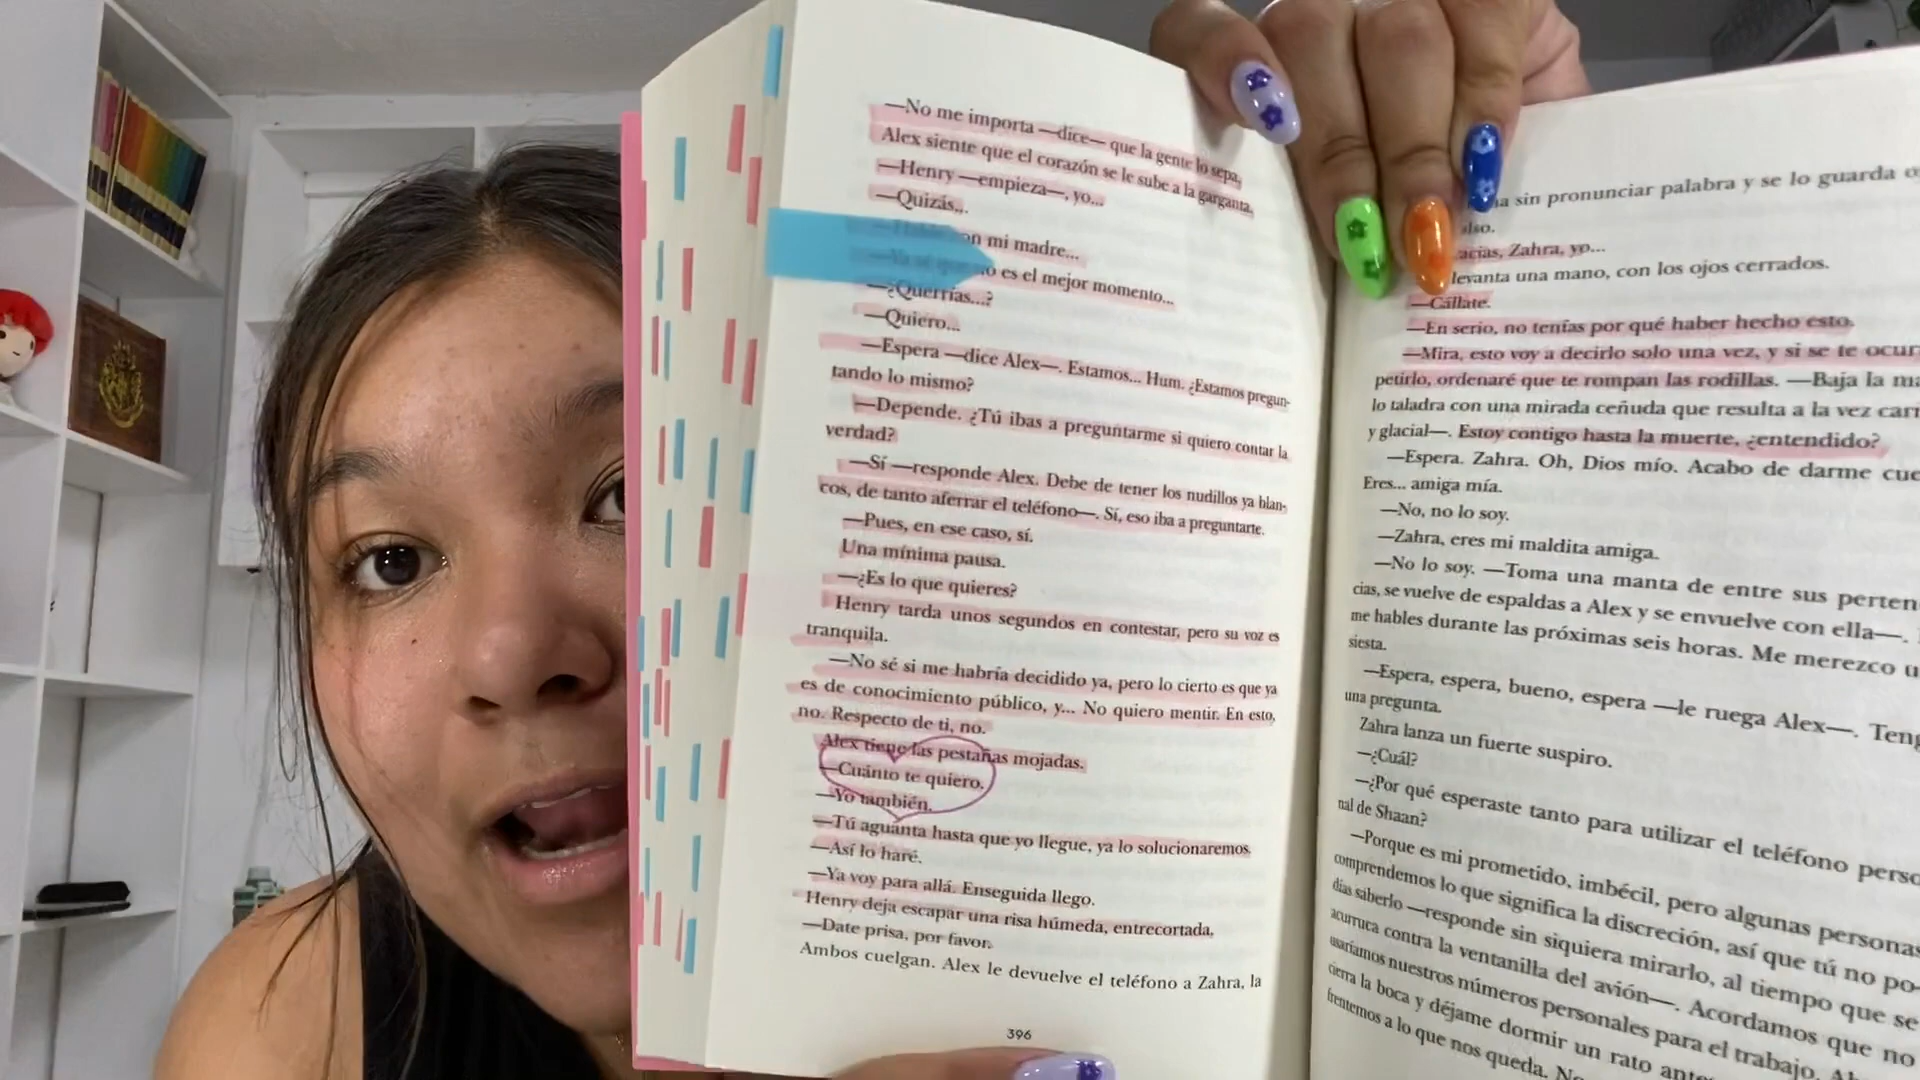 —No me importa —dice— que la gente lo sepa.
Alex siente que el corazón se le sube a la garganta.
—Henry —empieza—, yo...
—Quizás...
on mi madre...
no es el mejor momento...
—¿Querrías...?
—Quiero...
—Espera —dice Alex—. Estamos... Hum. ¿Estamos pregun-
tando lo mismo?
—Depende. ¿Tú ibas a preguntarme si quiero contar la
verdad?
—Sí —responde Alex. Debe de tener los nudillos ya blan-
cos, de tanto aferrar el teléfono—. Sí, eso iba a preguntarte.
—Pues, en ese caso, sí.
Una mínima pausa.
—¿Es lo que quieres?
Henry tarda unos segundos en contestar, pero su voz es
tranquila.
—No sé si me habría decidido ya, pero lo cierto es que ya
es de conocimiento público, y... No quiero mentir. En esto,
no. Respecto de ti, no.
Alex tiene las pestañas mojadas.
—Cuánto te quiero.
—Yo también.
—Tú aguanta hasta que yo llegue, ya lo solucionaremos.
—Así lo haré.
—Ya voy para allá. Enseguida llego.
Henry deja escapar una risa húmeda, entrecortada.
—Date prisa, por favor.
Ambos cuelgan. Alex le devuelve el teléfono a Zahra, la
396
sin pronunciar palabra y se lo guarda
Zahra, yo...
levanta una mano, con los ojos cerrados.
—Cállate.
—En serio, no tenías por qué haber hecho esto.
—Mira, esto voy a decirlo solo una vez, y si se te ocur
petirlo, ordenaré que te rompan las rodillas. —Baja la ma
lo taladra con una mirada ceñuda que resulta a la vez cari
y glacial—. Estoy contigo hasta la muerte, ¿entendido?
—Espera. Zahra. Oh, Dios mío. Acabo de darme cue
Eres... amiga mía.
—No, no lo soy.
—Zahra, eres mi maldita amiga.
—No lo soy. —Toma una manta de entre sus perten
cias, se vuelve de espaldas a Alex y se envuelve con ella—.
me hables durante las próximas seis horas. Me merezco u
siesta.
—Espera, espera, bueno, espera —le ruega Alex—. Teng
una pregunta.
Zahra lanza un fuerte suspiro.
—¿Cuál?
—¿Por qué esperaste tanto para utilizar el teléfono perso
nal de Shaan?
—Porque es mi prometido, imbécil, pero algunas personas
comprendemos lo que significa la discreción, así que tú no po-
días saberlo —responde sin siquiera mirarlo, al tiempo que se
acurruca contra la ventanilla del avión—. Acordamos que no
usaríamos nuestros números personales para el trabajo.
cierra la boca y déjame dormir un rato
frentemos a lo que nos queda.